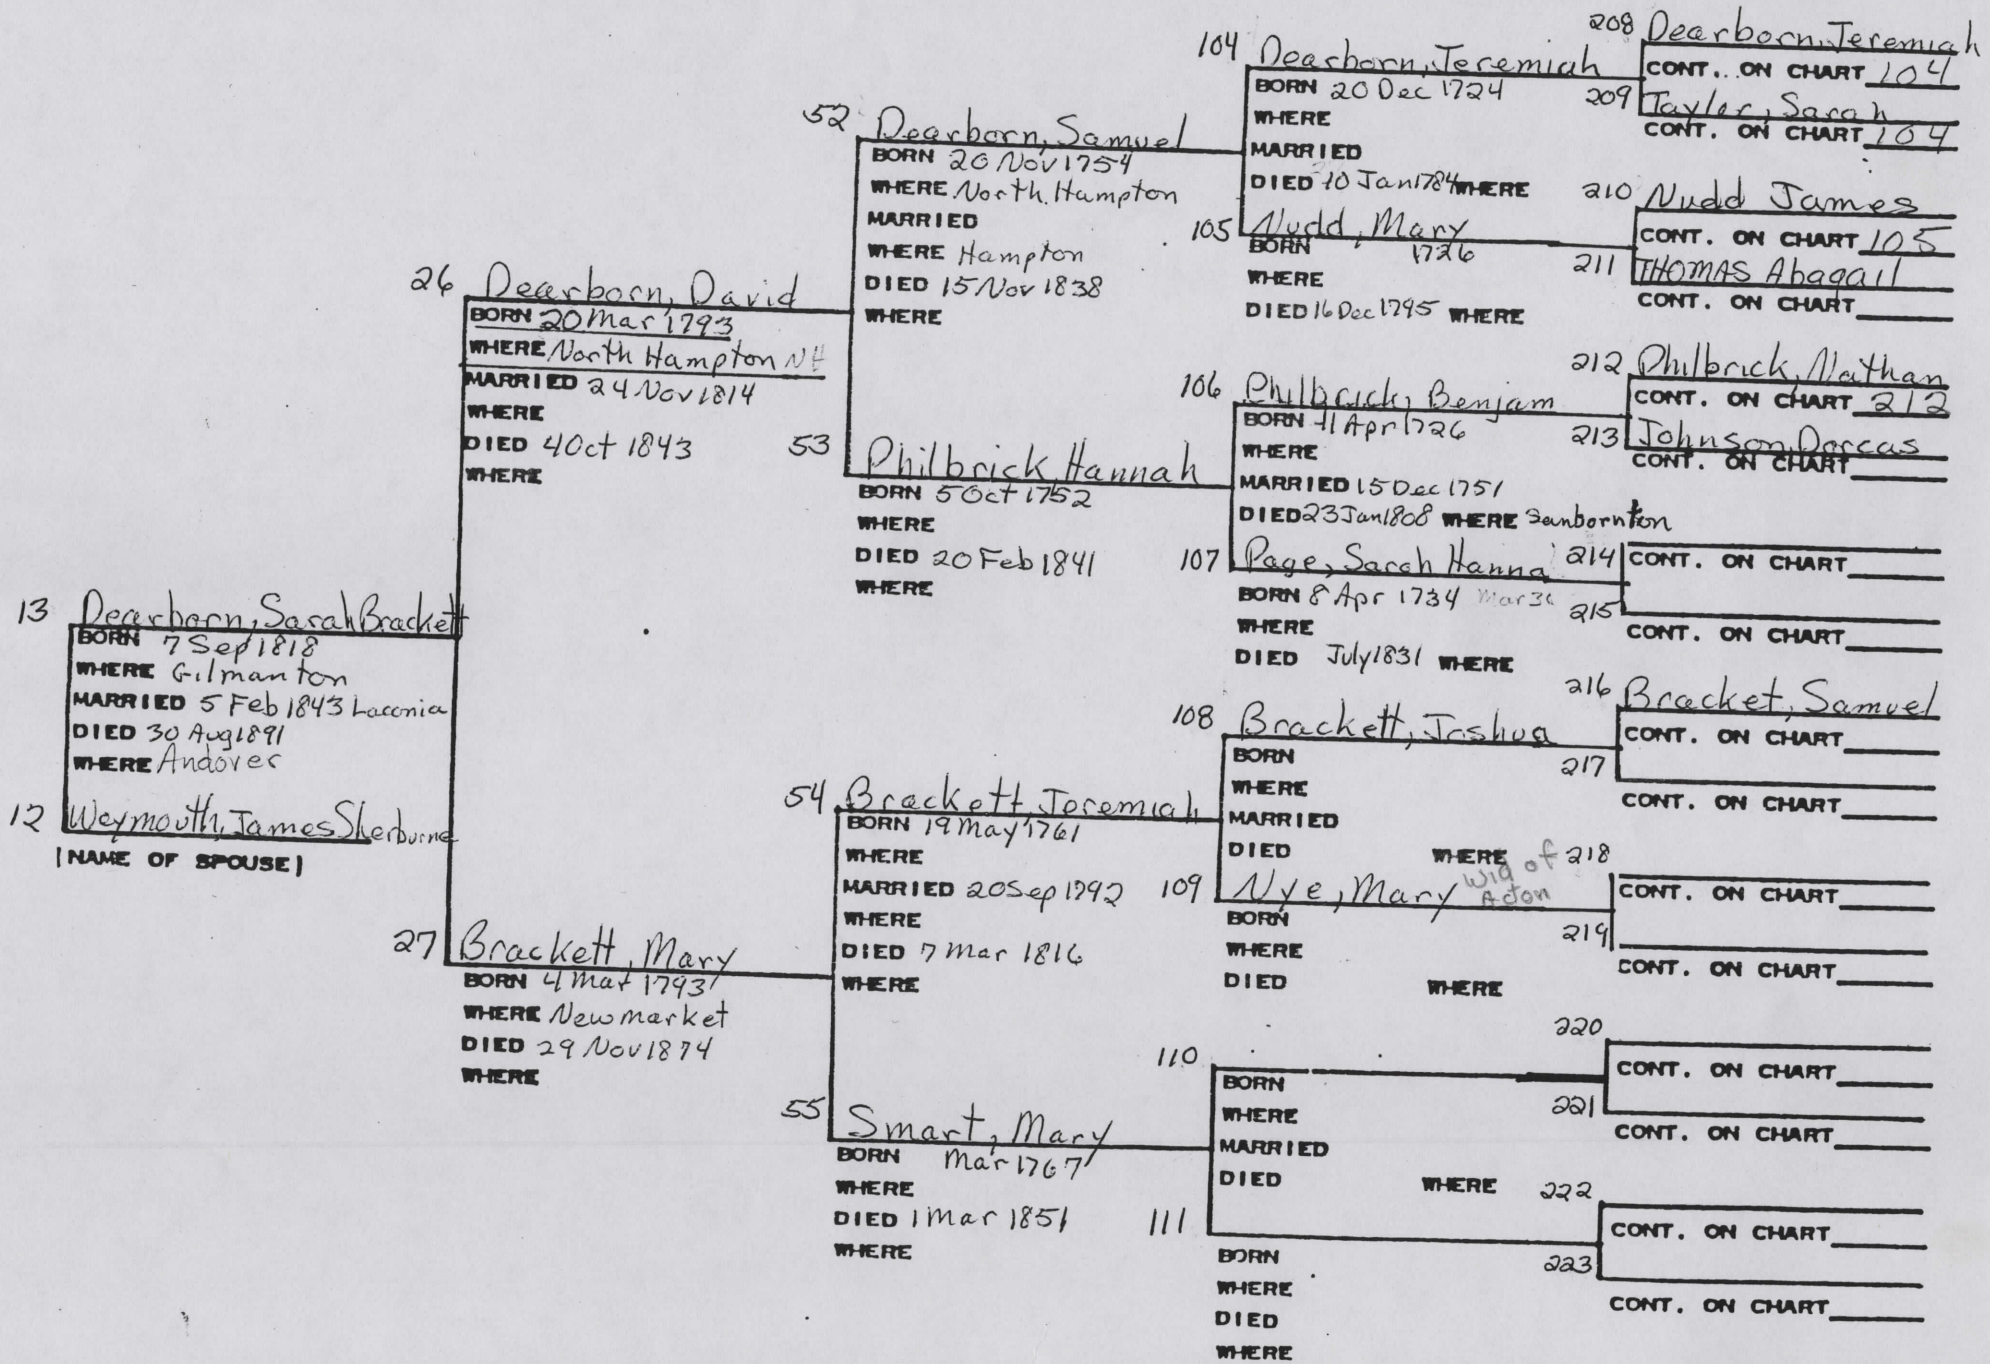 13 Dearborn, Sarah Brackett
BORN 7 Sep 1818
WHERE Gilmanton
MARRIED 5 Feb 1843 Laconia
DIED 30 Aug 1891
WHERE Andover
12 Weymouth, James Sherburne
(NAME OF SPOUSE)
26 Dearborn, David
BORN 20 Mar 1793
WHERE North Hampton NH
MARRIED 24 Nov 1814
WHERE
DIED 4 Oct 1843
WHERE
27 Brackett, Mary
BORN 4 Mar 1793
WHERE Newmarket
DIED 29 Nov 1874
WHERE
52 Dearborn, Samuel
BORN 20 Nov 1754
WHERE North Hampton
MARRIED
WHERE Hampton
DIED 15 Nov 1838
WHERE
53 Philbrick, Hannah
BORN 5 Oct 1752
WHERE
DIED 20 Feb 1841
WHERE
54 Brackett, Jeremiah
BORN 19 May 1761
WHERE
MARRIED 20 Sep 1792
WHERE
DIED 7 Mar 1816
WHERE
55 Smart, Mary
BORN Mar 1767
WHERE
DIED 1 Mar 1851
WHERE
104 Dearborn, Jeremiah
BORN 20 Dec 1724
WHERE
MARRIED
DIED 10 Jan 1784 WHERE
105 Nudd, Mary
BORN 1726
WHERE
DIED 16 Dec 1795 WHERE
106 Philbrick, Benjam
BORN 11 Apr 1726
WHERE
MARRIED 15 Dec 1751
DIED 23 Jan 1808 WHERE Sanbornton
107 Page, Sarah Hanna
BORN 8 Apr 1734 Mar 36
WHERE
DIED July 1831 WHERE
108 Brackett, Joshua
BORN
WHERE
MARRIED
DIED WHERE
109 Nye, Mary Wid of Acton
BORN
WHERE
DIED WHERE
110
BORN
WHERE
MARRIED
DIED WHERE
111
BORN
WHERE
DIED
WHERE
208 Dearborn, Jeremiah
CONT. ON CHART 104
209 Tayler, Sarah
CONT. ON CHART 104
210 Nudd James
CONT. ON CHART 105
211 THOMAS Abagail
CONT. ON CHART
212 Philbrick, Nathan
CONT. ON CHART 212
213 Johnson, Dorcas
CONT. ON CHART
214
CONT. ON CHART
215
CONT. ON CHART
216 Bracket, Samuel
CONT. ON CHART
217
CONT. ON CHART
218
CONT. ON CHART
219
CONT. ON CHART
220
CONT. ON CHART
221
CONT. ON CHART
222
CONT. ON CHART
223
CONT. ON CHART